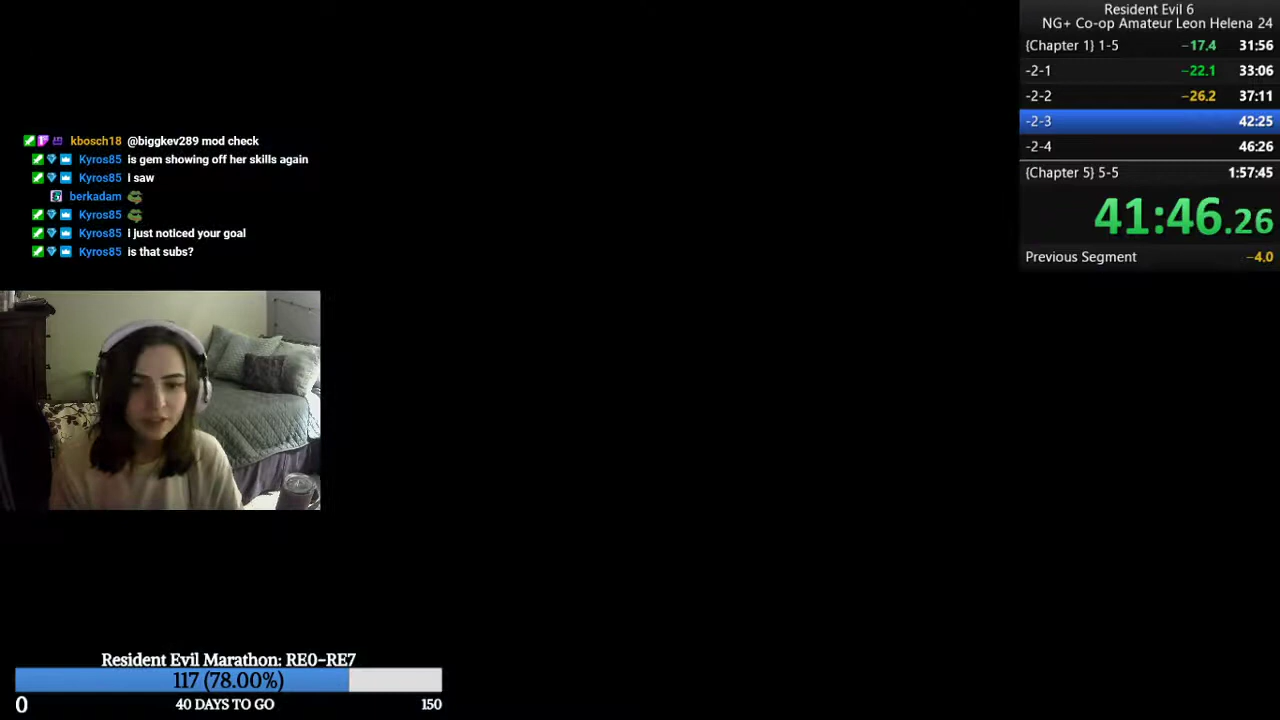 Resident Evil 6
NG+ Co-op Amateur Leon Helena 24
{Chapter 1} 1-5 −17.4 31:56
-2-1 −22.1 33:06
-2-2 −26.2 37:11
-2-3 42:25
-2-4 46:26
{Chapter 5} 5-5 1:57:45
41:46.26
Previous Segment −4.0
kbosch18 @biggkev289 mod check
Kyros85 is gem showing off her skills again
Kyros85 I saw
berkadam
Kyros85
Kyros85 I just noticed your goal
Kyros85 is that subs?
Resident Evil Marathon: RE0-RE7
117 (78.00%)
0 40 DAYS TO GO 150